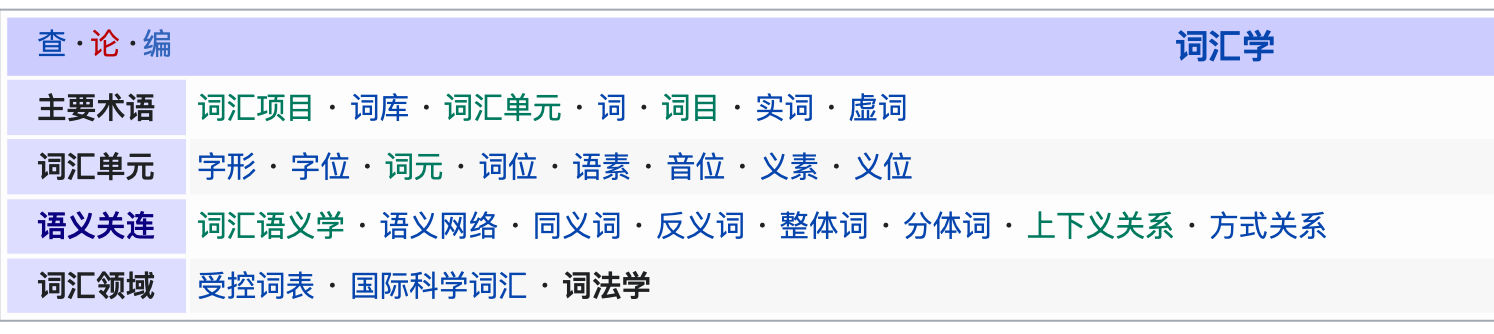 查·论·编 词汇学
主要术语 词汇项目 · 词库 · 词汇单元 · 词 · 词目 · 实词 · 虚词
词汇单元 字形 · 字位 · 词元 · 词位 · 语素 · 音位 · 义素 · 义位
语义关连 词汇语义学 · 语义网络 · 同义词 · 反义词 · 整体词 · 分体词 · 上下义关系 · 方式关系
词汇领域 受控词表 · 国际科学词汇 · 词法学